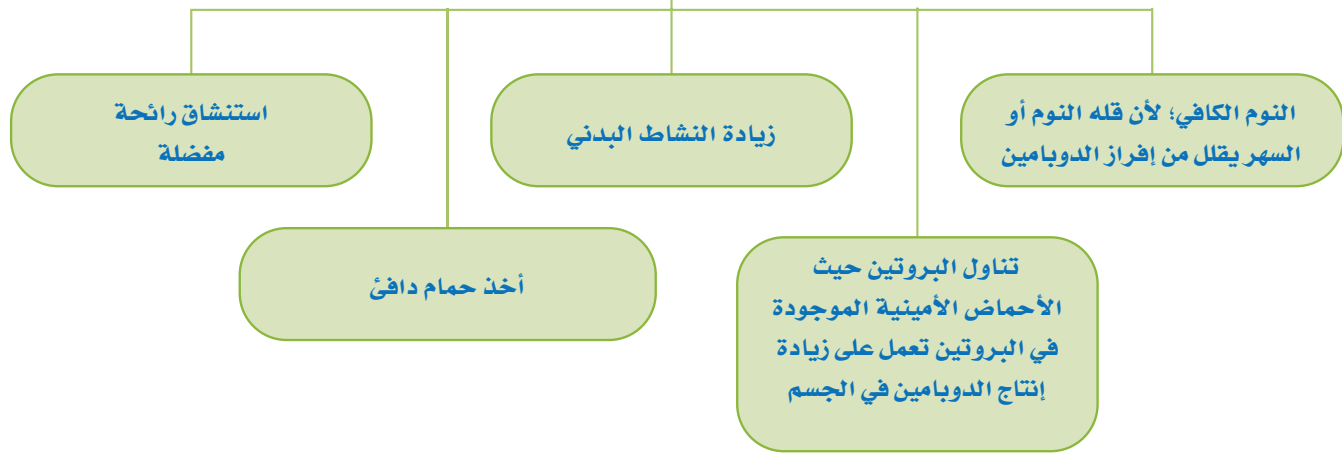 النوم الكافي؛ لأن قله النوم أو
السهر يقلل من إفراز الدوبامين
تناول البروتين حيث
الأحماض الأمينية الموجودة
في البروتين تعمل على زيادة
إنتاج الدوبامين في الجسم
زيادة النشاط البدني
أخذ حمام دافئ
استنشاق رائحة
مفضلة